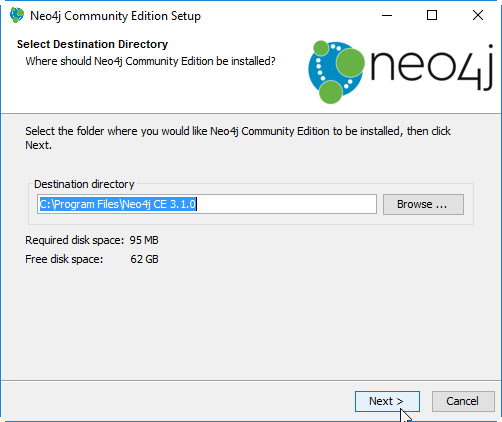 Neo4j Community Edition Setup
Select Destination Directory
Where should Neo4j Community Edition be installed?
neo4j
Select the folder where you would like Neo4j Community Edition to be installed, then click
Next.
Destination directory
C:\Program Files\Neo4j CE 3.1.0
Browse ...
Required disk space: 95 MB
Free disk space: 62 GB
Next >
Cancel